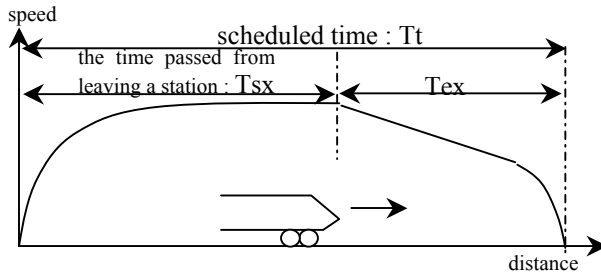 speed
scheduled time : Tt
the time passed from
leaving a station : Tsx
Tex
distance